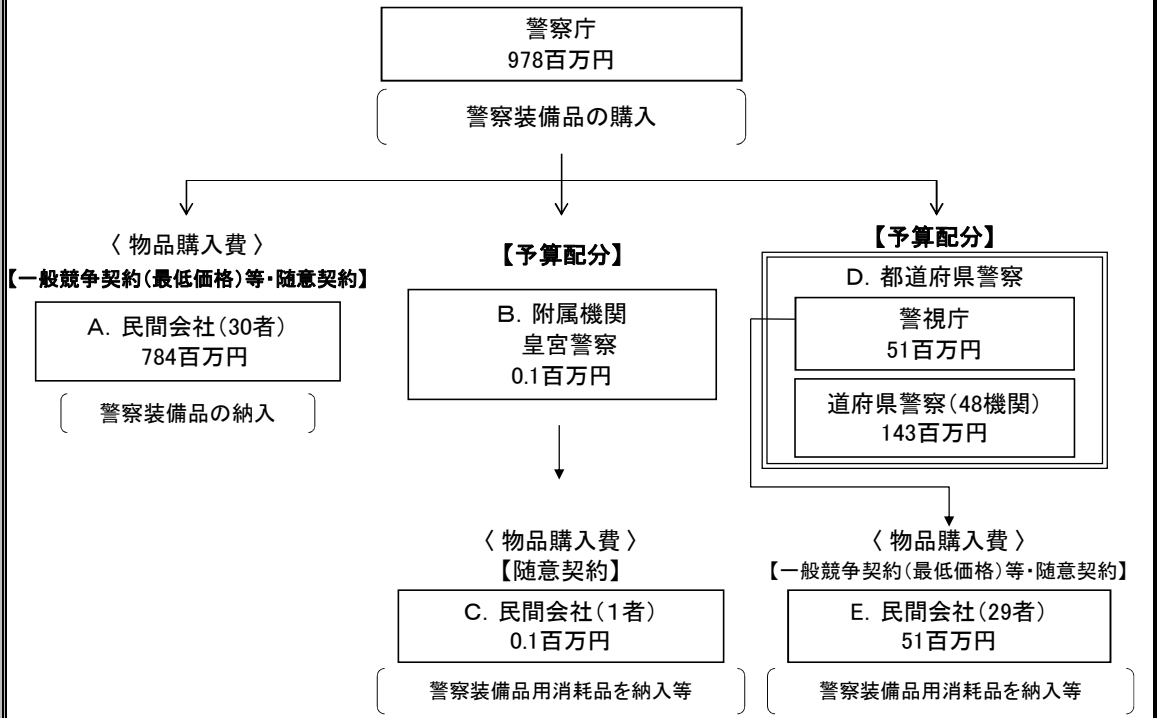 警察庁
978百万円
警察装備品の購入
〈 物品購入費 〉
【一般競争契約(最低価格)等・随意契約】
A. 民間会社(30者)
784百万円
警察装備品の納入
【予算配分】
B. 附属機関
皇宮警察
0.1百万円
〈 物品購入費 〉
【随意契約】
C. 民間会社(1者)
0.1百万円
警察装備品用消耗品を納入等
【予算配分】
D. 都道府県警察
警視庁
51百万円
道府県警察(48機関)
143百万円
〈 物品購入費 〉
【一般競争契約(最低価格)等・随意契約】
E. 民間会社(29者)
51百万円
警察装備品用消耗品を納入等